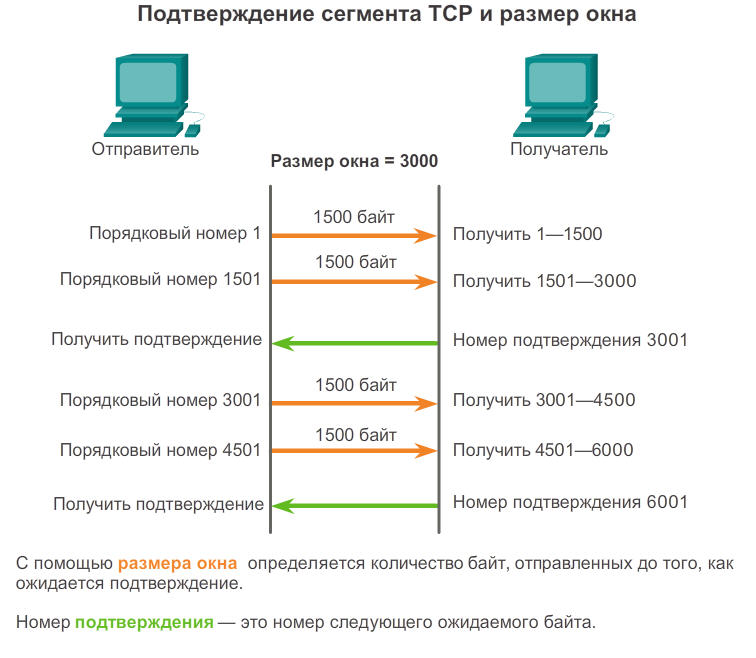 Подтверждение сегмента TCP и размер окна
Отправитель
Получатель
Размер окна = 3000
1500 байт
Порядковый номер 1
Получить 1—1500
1500 байт
Порядковый номер 1501
Получить 1501—3000
Получить подтверждение
Номер подтверждения 3001
1500 байт
Порядковый номер 3001
Получить 3001—4500
1500 байт
Порядковый номер 4501
Получить 4501—6000
Получить подтверждение
Номер подтверждения 6001
С помощью размера окна определяется количество байт, отправленных до того, как
ожидается подтверждение.
Номер подтверждения — это номер следующего ожидаемого байта.